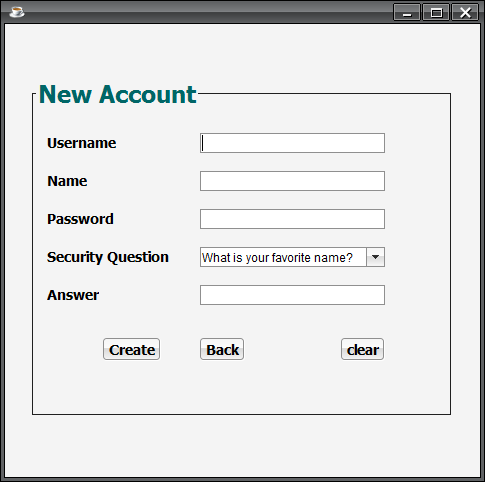 New Account
Username
Name
Password
Security Question What is your favorite name?
Answer
Create Back clear